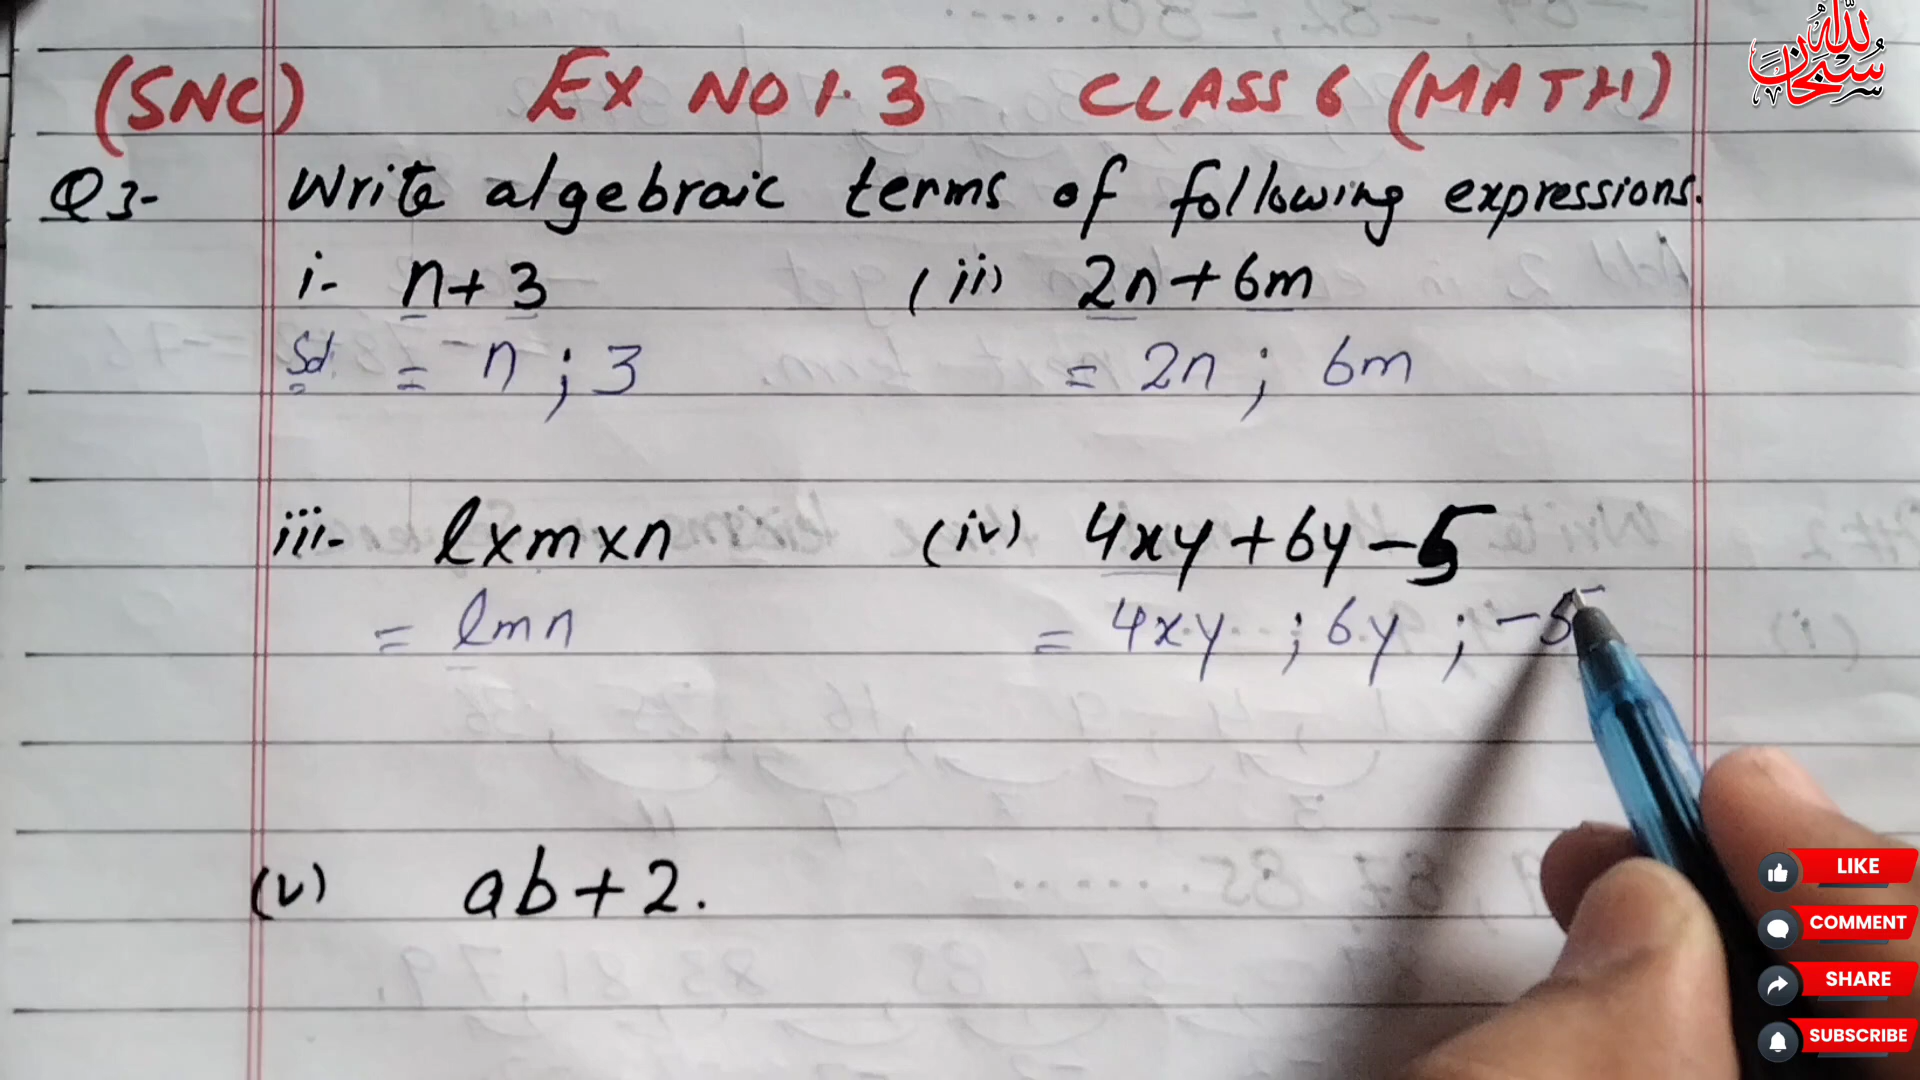 سبحان الله
(SNC) EX NO 1.3 CLASS 6 (MATH)
Q3- Write algebraic terms of following expressions.
i- n+3 (ii) 2n+6m
Sol: = n ; 3 = 2n ; 6m
iii- l×m×n (iv) 4xy+6y-5
= lmn = 4xy ; 6y ; -5
(v) ab+2.
LIKE
COMMENT
SHARE
SUBSCRIBE